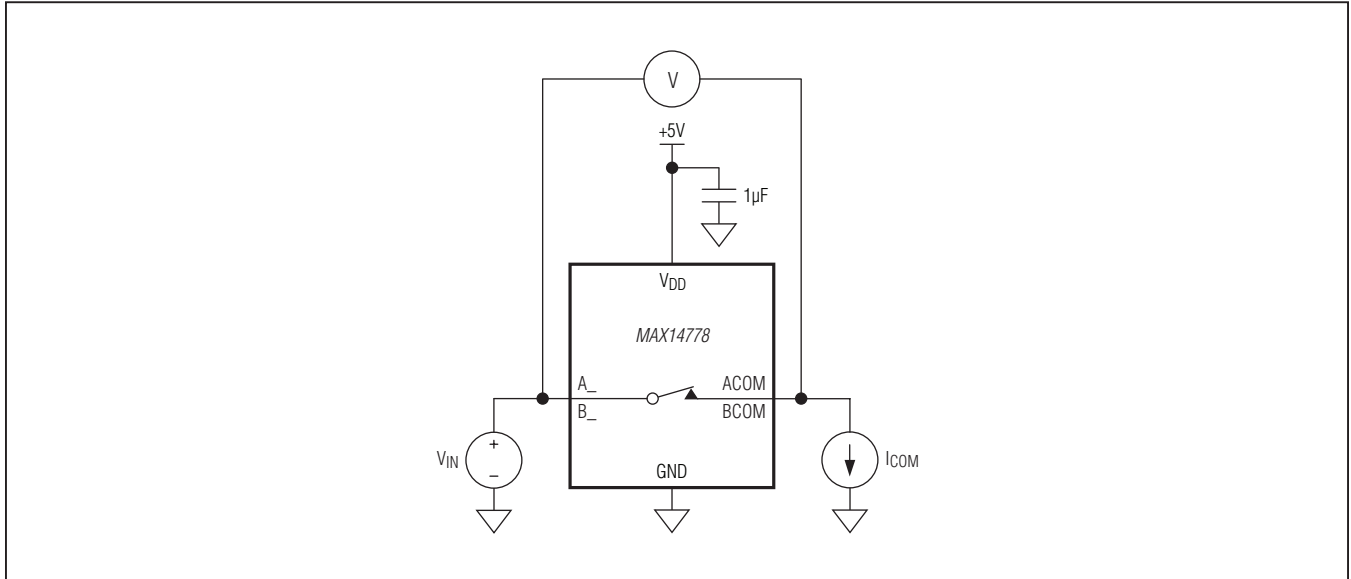 V
+5V
1µF
VDD
MAX14778
A_
ACOM
B_
BCOM
VIN
+
−
GND
ICOM